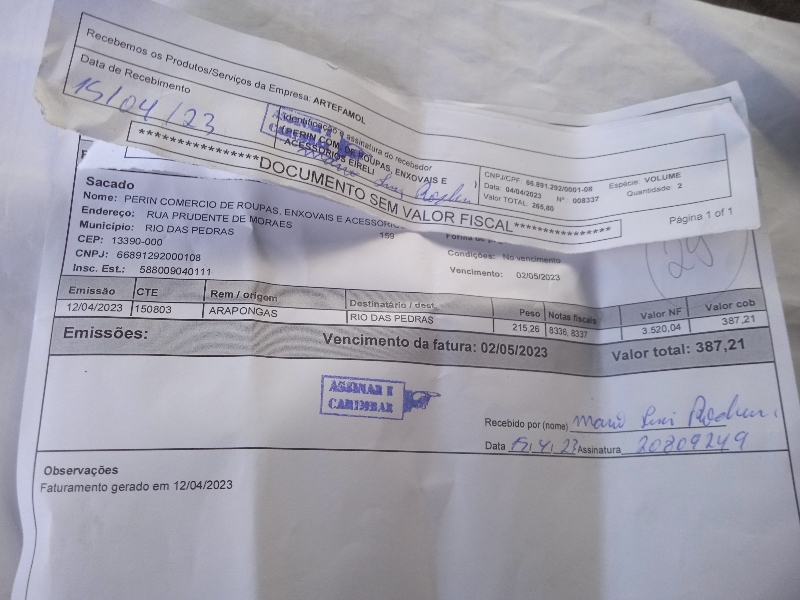 Recebemos os Produtos/Serviços da Empresa: ARTEFAMOL
Data de Recebimento
15/04/23
Identificação e assinatura do recebedor
(PERIN COM. DE ROUPAS, ENXOVAIS E
ACESSORIOS EIRELI )
CNPJ/CPF: 66.891.292/0001-08 Espécie: VOLUME
Data: 04/04/2023 Nº: 008337 Quantidade: 2
Valor TOTAL: 265,80
*****************DOCUMENTO SEM VALOR FISCAL*****************
Página 1 of 1
Sacado
Nome: PERIN COMERCIO DE ROUPAS, ENXOVAIS E ACESSORIOS
Endereço: RUA PRUDENTE DE MORAES 159
Município: RIO DAS PEDRAS
CEP: 13390-000
CNPJ: 66891292000108
Insc. Est.: 588009040111
Condições: No vencimento
Vencimento: 02/05/2023
29
Emissão CTE Rem / origem Destinatário / dest. Peso Notas fiscais Valor NF Valor cob
12/04/2023 150803 ARAPONGAS RIO DAS PEDRAS 215,26 8336, 8337 3.520,04 387,21
Emissões: Vencimento da fatura: 02/05/2023 Valor total: 387,21
ASSINAR E
CARIMBAR
Recebido por (nome)
Data 15,4,23 Assinatura 20809249
Observações
Faturamento gerado em 12/04/2023